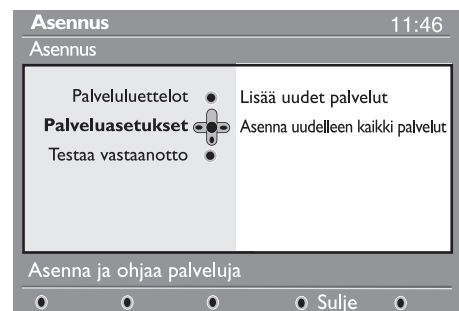 Asennus 11:46
Asennus
Palveluluettelot Lisää uudet palvelut
Palveluasetukset Asenna uudelleen kaikki palvelut
Testaa vastaanotto
Asenna ja ohjaa palveluja
Sulje